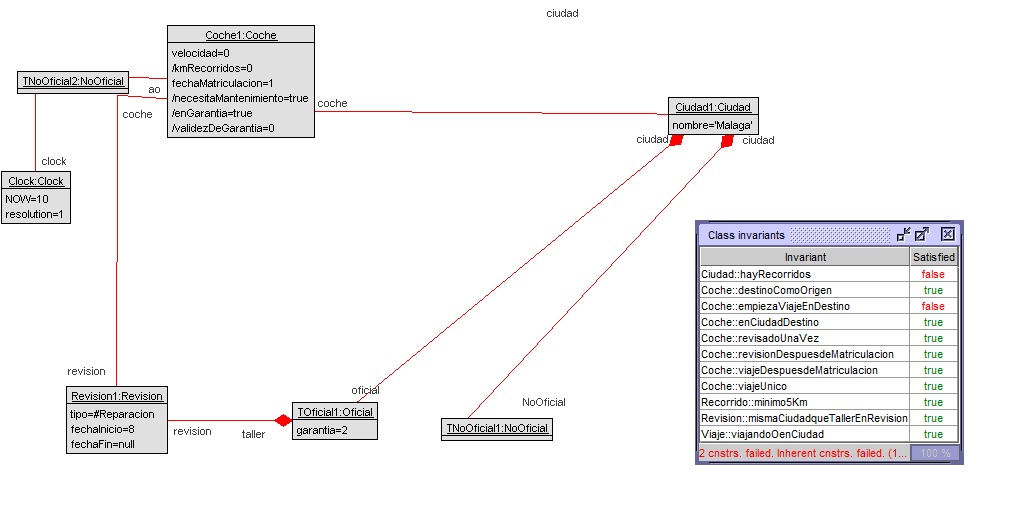 ciudad
Coche1:Coche
velocidad=0
/kmRecorridos=0
fechaMatriculacion=1
/necesitaMantenimiento=true
/enGarantia=true
/validezDeGarantia=0
TNoOficial2:NoOficial
ao
coche
coche
clock
Clock:Clock
NOW=10
resolution=1
Ciudad1:Ciudad
nombre='Malaga'
ciudad
ciudad
Class invariants
Invariant Satisfied
Ciudad::hayRecorridos false
Coche::destinoComoOrigen true
Coche::empiezaViajeEnDestino false
Coche::enCiudadDestino true
Coche::revisadoUnaVez true
Coche::revisionDespuesdeMatriculacion true
Coche::viajeDespuesdeMatriculacion true
Coche::viajeUnico true
Recorrido::minimo5Km true
Revision::mismaCiudadqueTallerEnRevision true
Viaje::viajandoOenCiudad true
2 cnstrs. failed. Inherent cnstrs. failed. (1... 100 %
revision
Revision1:Revision
tipo=#Reparacion
fechaInicio=8
fechaFin=null
revision
taller
oficial
TOficial1:Oficial
garantia=2
NoOficial
TNoOficial1:NoOficial